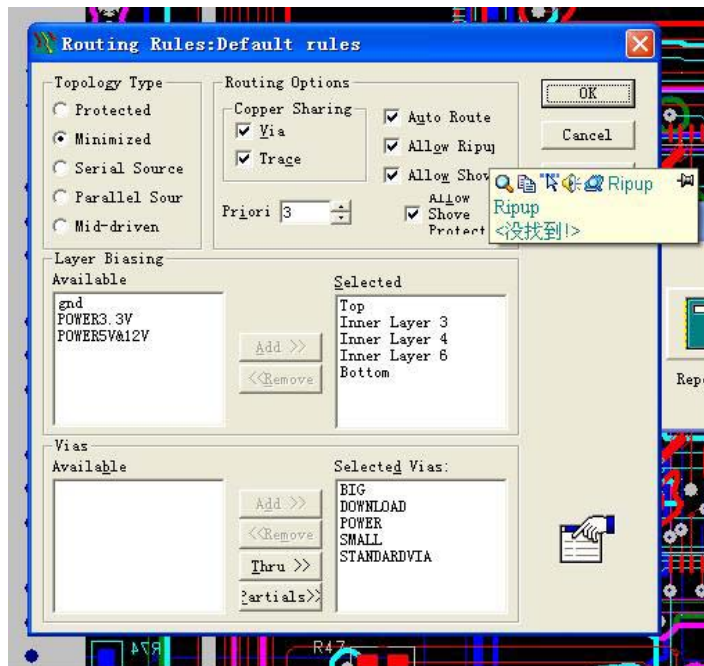 Routing Rules:Default rules
Topology Type
Protected
Minimized
Serial Source
Parallel Sour
Mid-driven
Routing Options
Copper Sharing
Via
Trace
Auto Route
Allow Ripup
Allow Shov
Allow
Shove
Protect
Priori 3
OK
Cancel
Ripup
Ripup
<没找到!>
Layer Biasing
Available
gnd
POWER3.3V
POWER5V&12V
Add >>
<<Remove
Selected
Top
Inner Layer 3
Inner Layer 4
Inner Layer 6
Bottom
Vias
Available
Add >>
<<Remove
Thru >>
Partials>>
Selected Vias:
BIG
DOWNLOAD
POWER
SMALL
STANDARDVIA
Repo
R74
R47